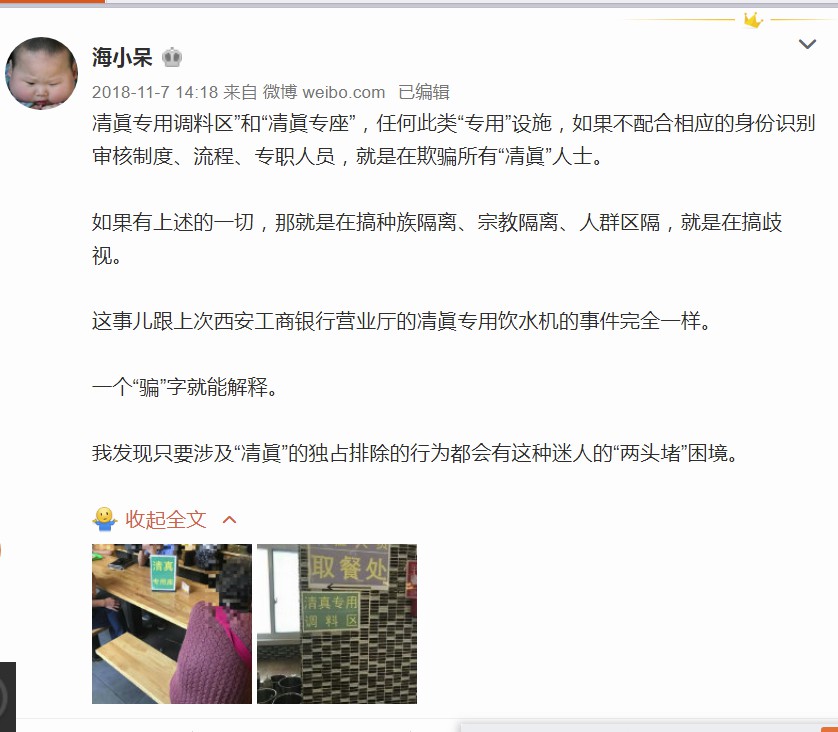 海小呆
2018-11-7 14:18 来自 微博 weibo.com 已编辑
凊眞专用调料区”和“清眞专座”，任何此类“专用”设施，如果不配合相应的身份识别
审核制度、流程、专职人员，就是在欺骗所有“清眞”人士。
如果有上述的一切，那就是在搞种族隔离、宗教隔离、人群区隔，就是在搞歧
视。
这事儿跟上次西安工商银行营业厅的凊眞专用饮水机的事件完全一样。
一个“骗”字就能解释。
我发现只要涉及“凊眞”的独占排除的行为都会有这种迷人的“两头堵”困境。
收起全文
清真
专用座
取餐处
清真专用
调料区